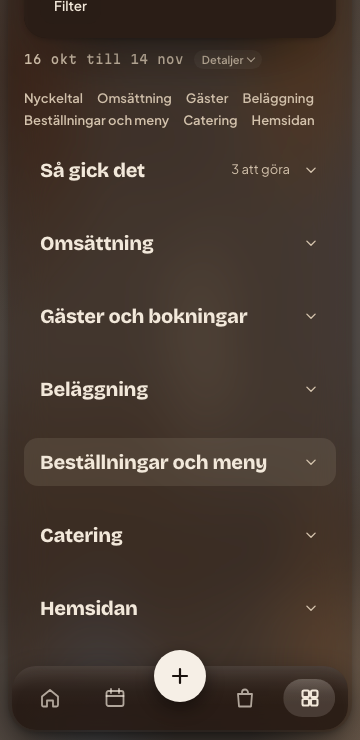 Filter
16 okt till 14 nov Detaljer
Nyckeltal Omsättning Gäster Beläggning
Beställningar och meny Catering Hemsidan
Så gick det 3 att göra
Omsättning
Gäster och bokningar
Beläggning
Beställningar och meny
Catering
Hemsidan